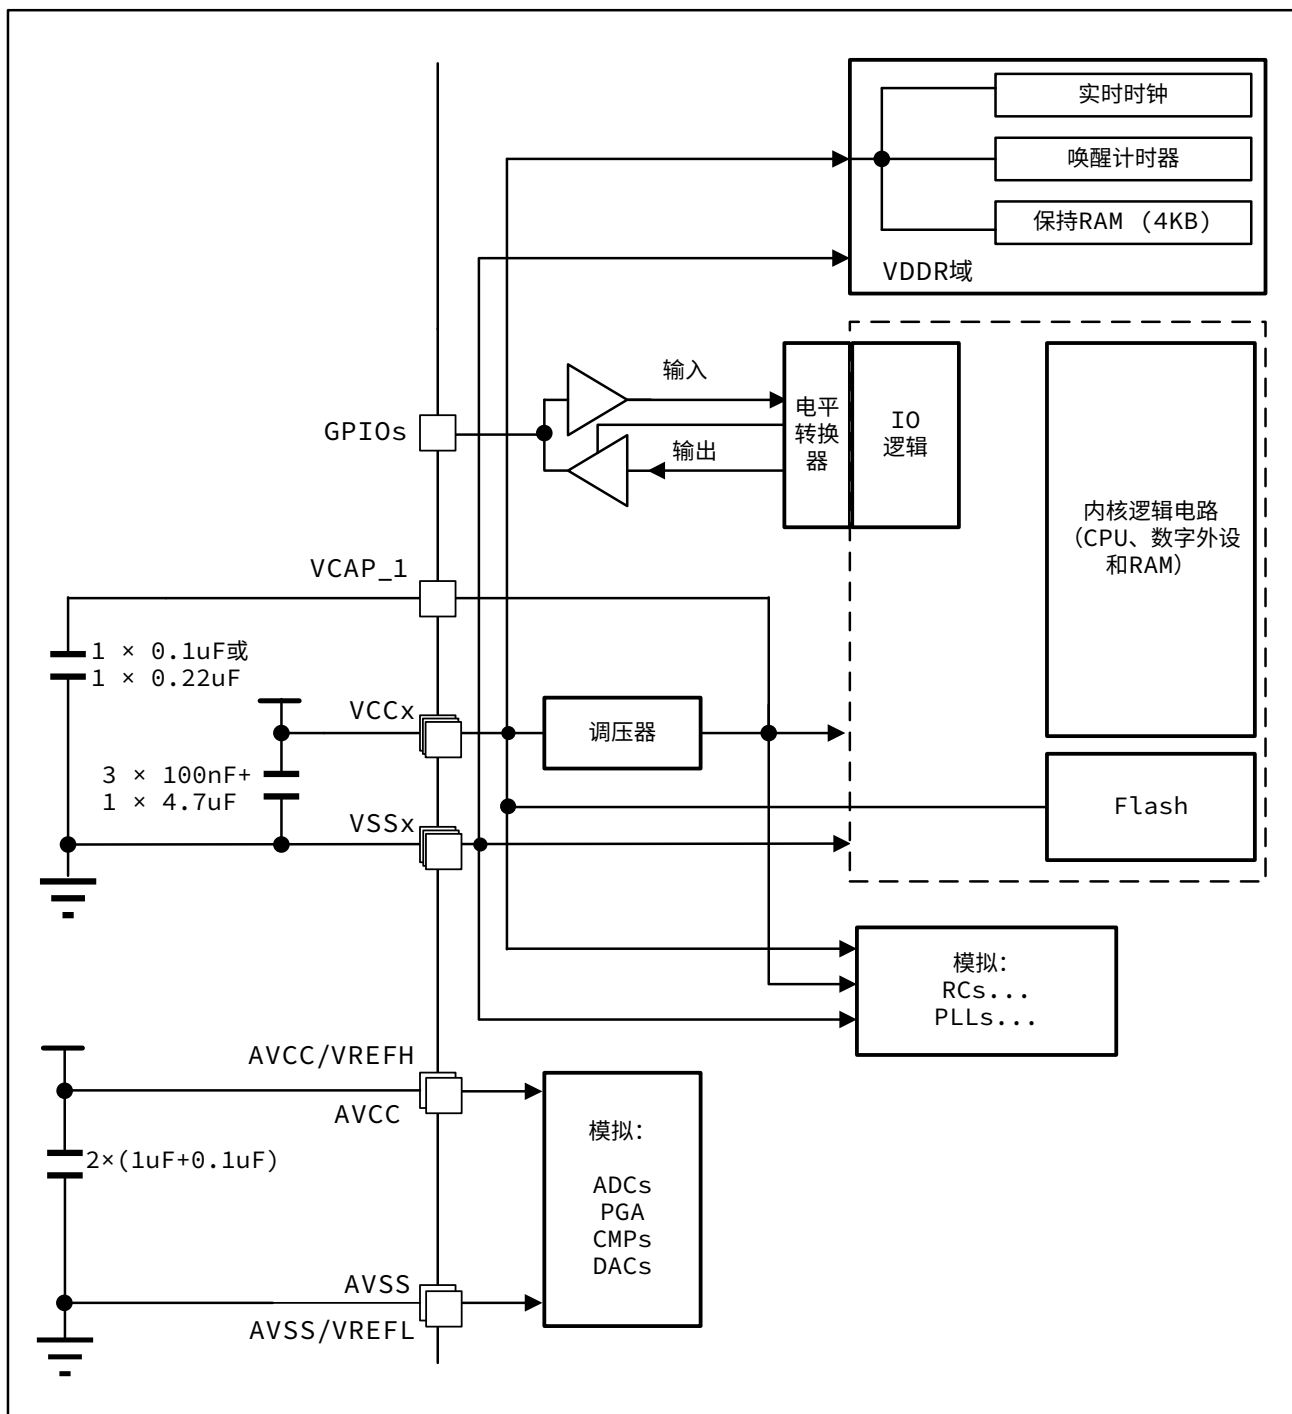 实时时钟
唤醒计时器
保持RAM (4KB)
VDDR域
输入
电平
转换
器
IO
逻辑
GPIOs
输出
内核逻辑电路
(CPU、数字外设
和RAM)
VCAP_1
1 × 0.1uF或
1 × 0.22uF
VCCx
调压器
3 × 100nF+
1 × 4.7uF
Flash
VSSx
模拟:
RCs...
PLLs...
AVCC/VREFH
AVCC
模拟:
2×(1uF+0.1uF)
ADCs
PGA
CMPs
DACs
AVSS
AVSS/VREFL